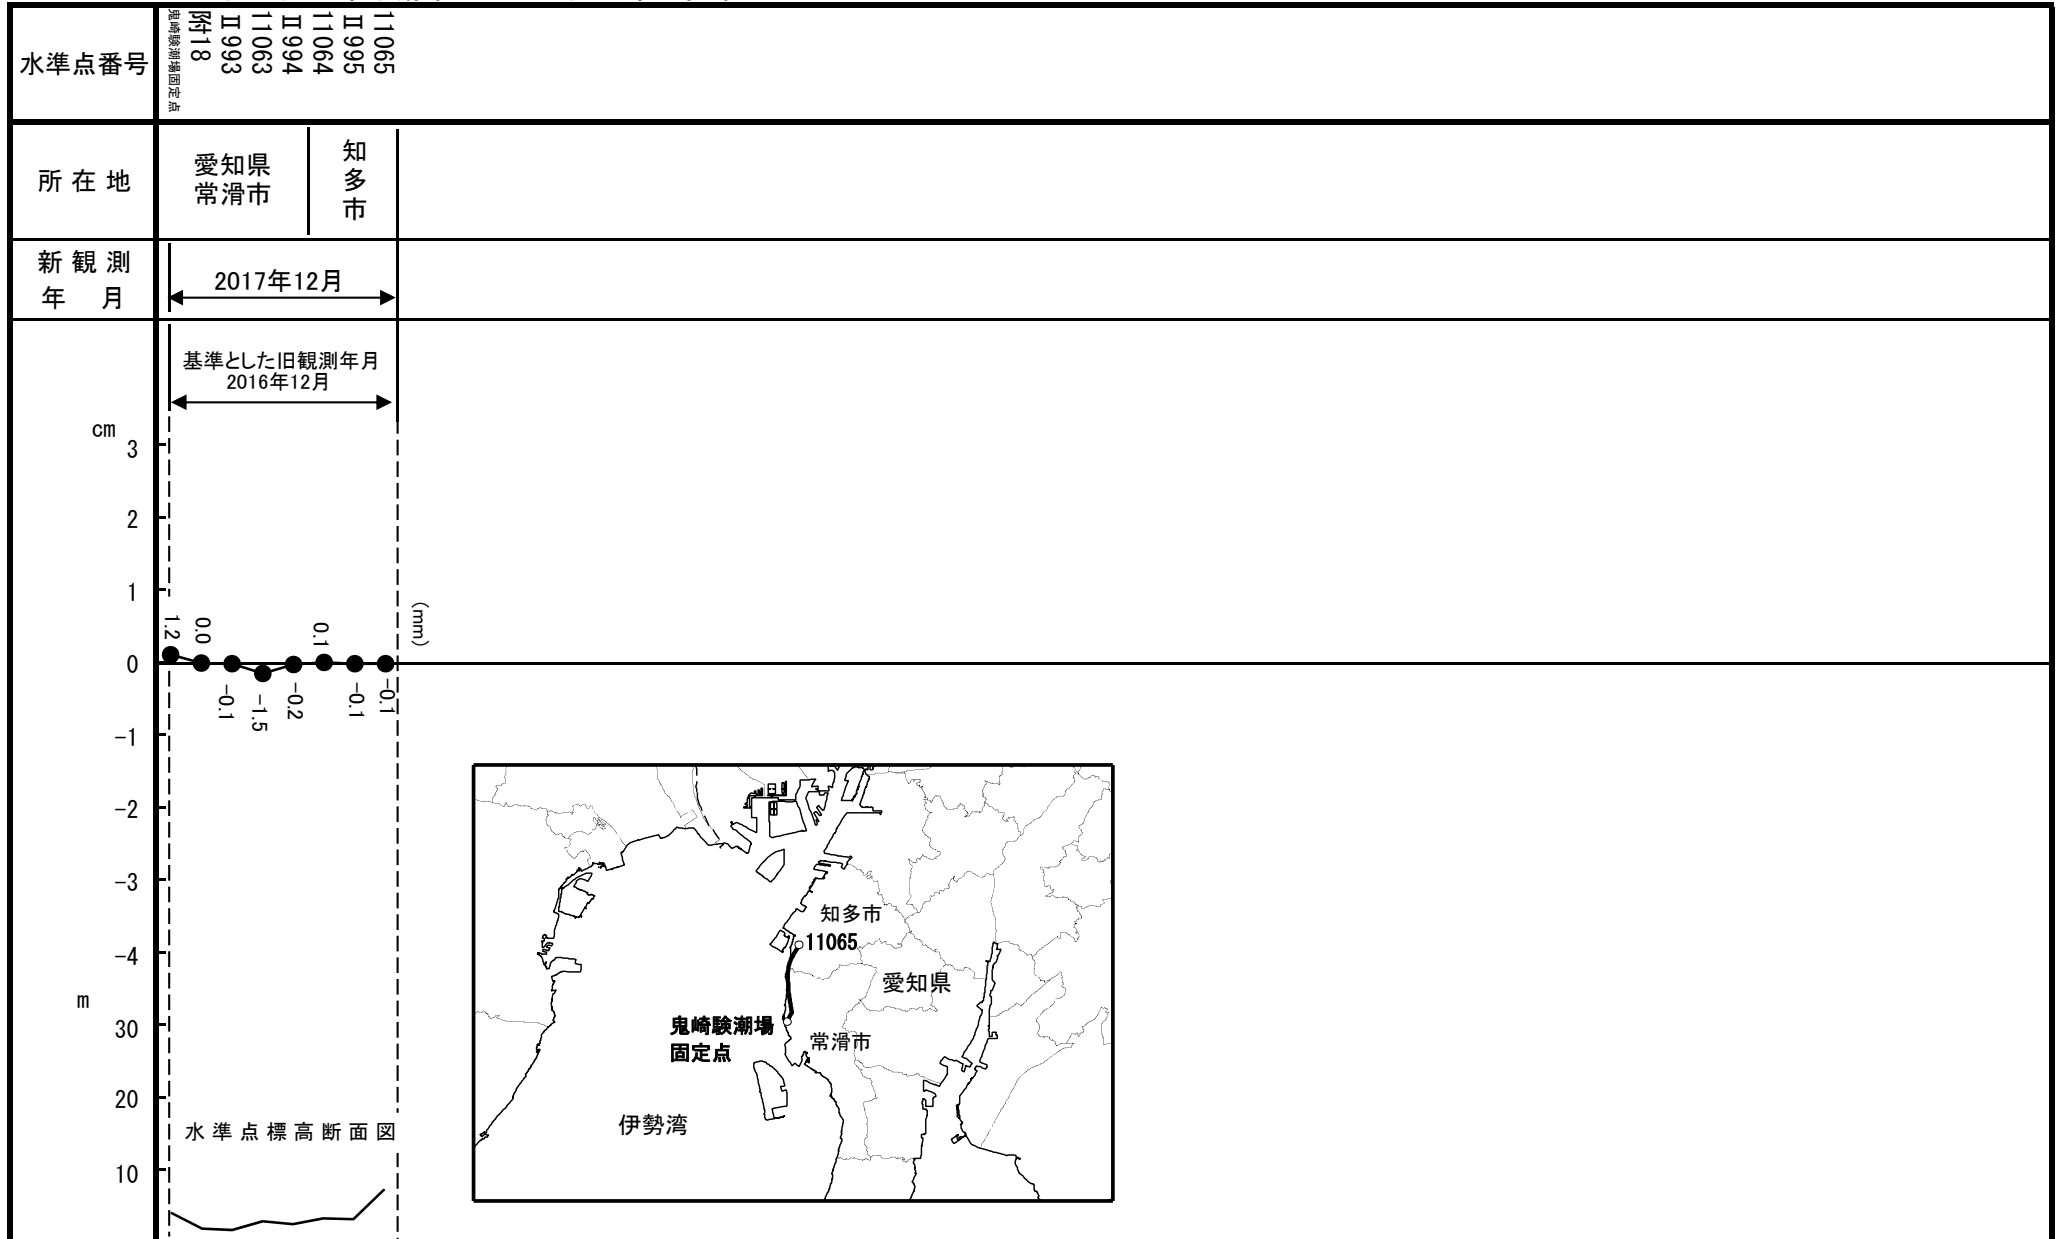 水準点番号
鬼崎験潮場固定点
附18
Ⅱ993
11063
Ⅱ994
11064
Ⅱ995
11065
所 在 地
愛知県
常滑市
知
多
市
新 観 測
年 月
2017年12月
基準とした旧観測年月
2016年12月
cm
3
2
1
0
-1
-2
-3
-4
1.2
0.0
-0.1
-1.5
-0.2
0.1
-0.1
-0.1
(mm)
m
30
20
10
水 準 点 標 高 断 面 図
知多市
11065
愛知県
鬼崎験潮場
固定点
常滑市
伊勢湾